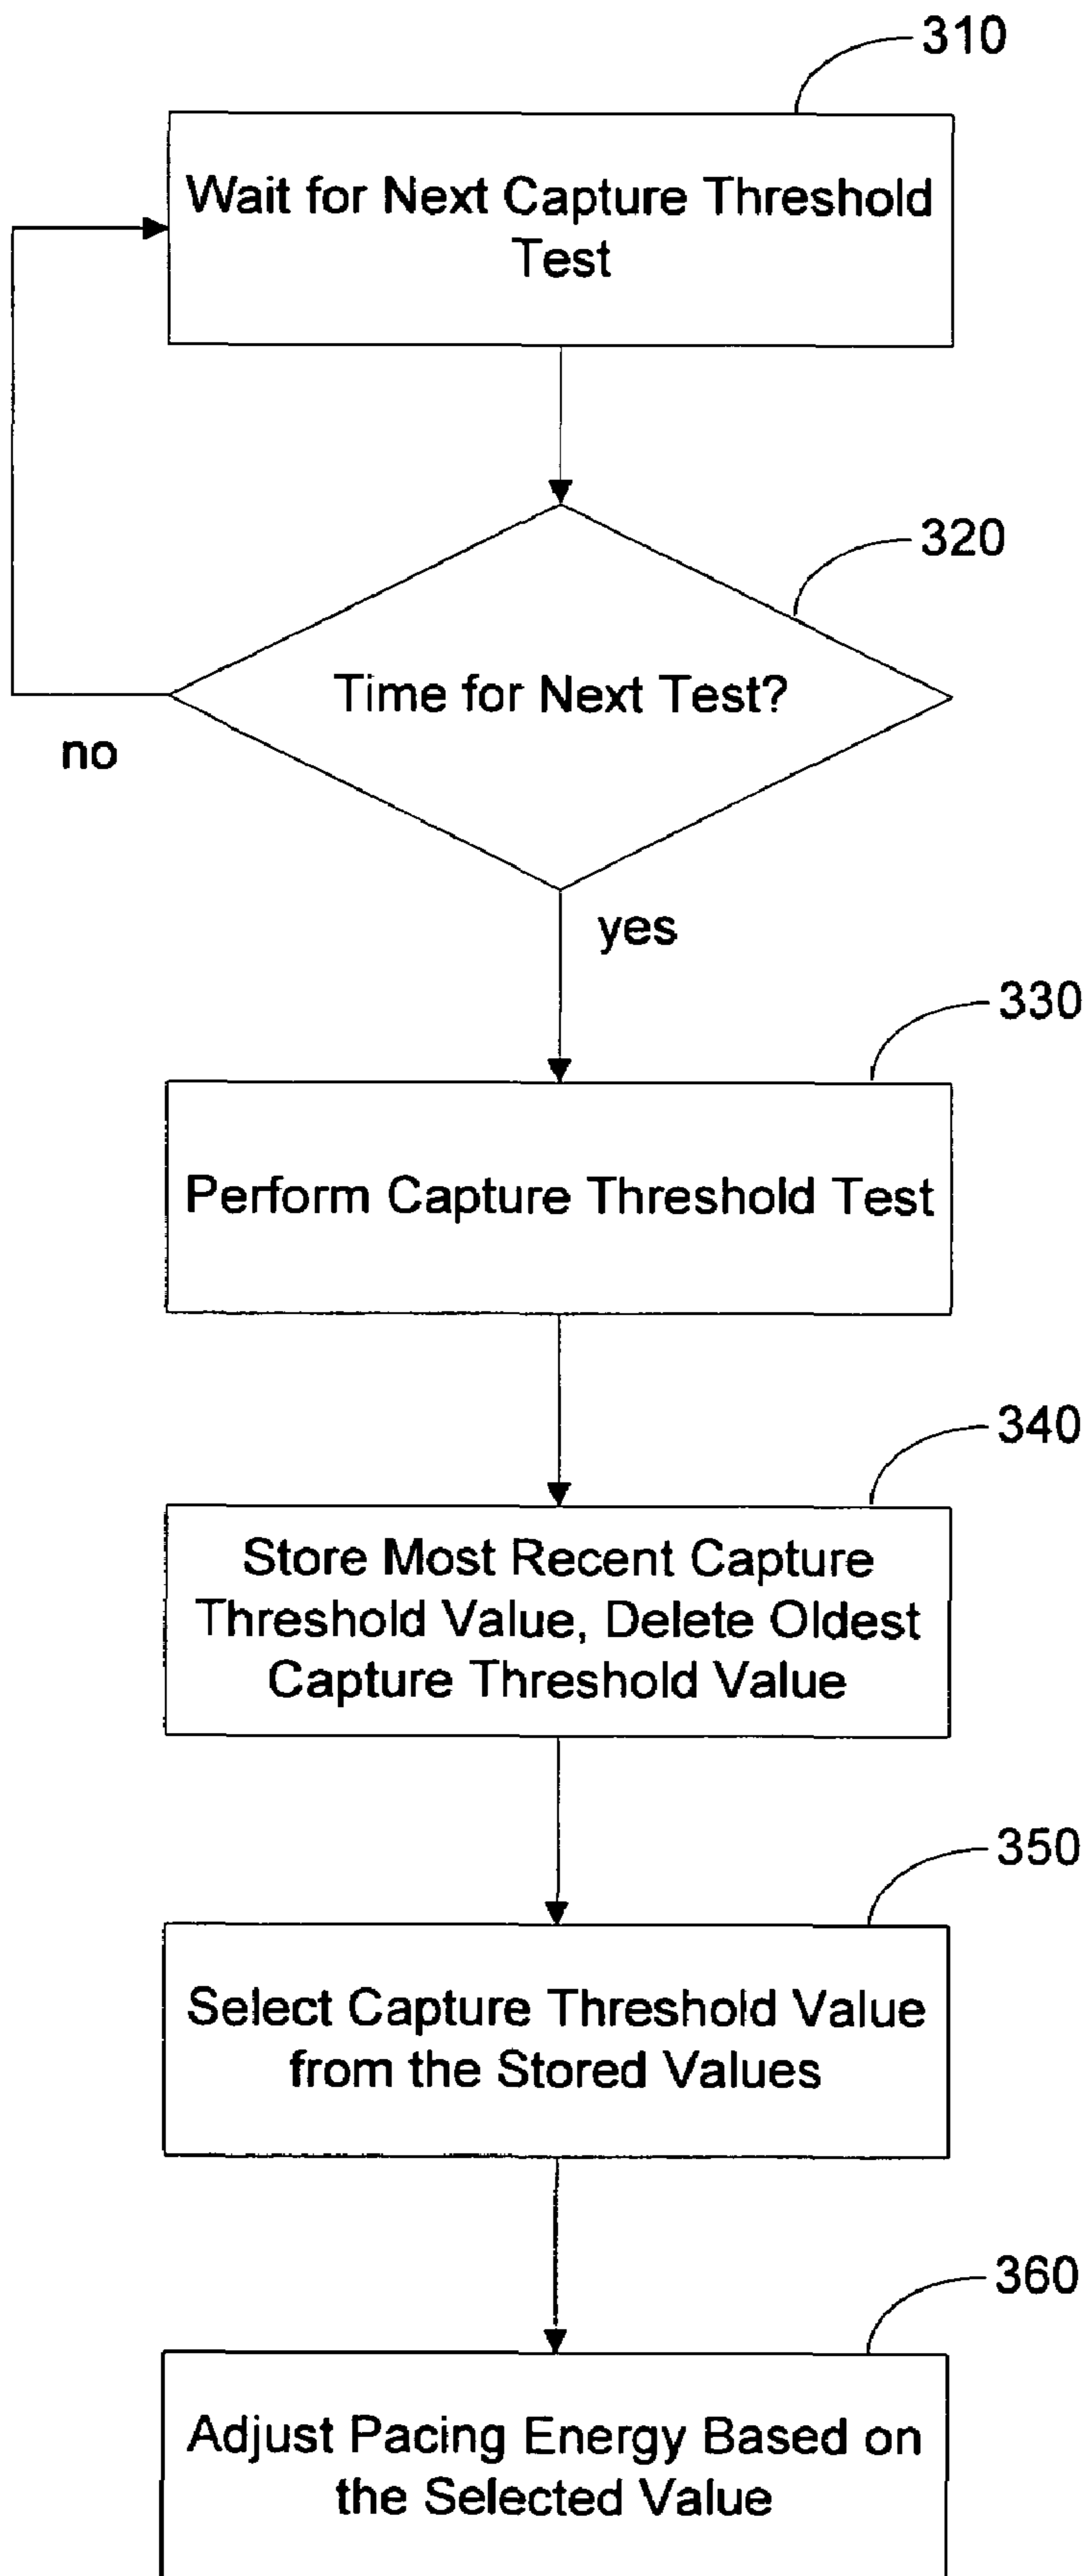 310
Wait for Next Capture Threshold
Test
320
Time for Next Test?
no
yes
330
Perform Capture Threshold Test
340
Store Most Recent Capture
Threshold Value, Delete Oldest
Capture Threshold Value
350
Select Capture Threshold Value
from the Stored Values
360
Adjust Pacing Energy Based on
the Selected Value